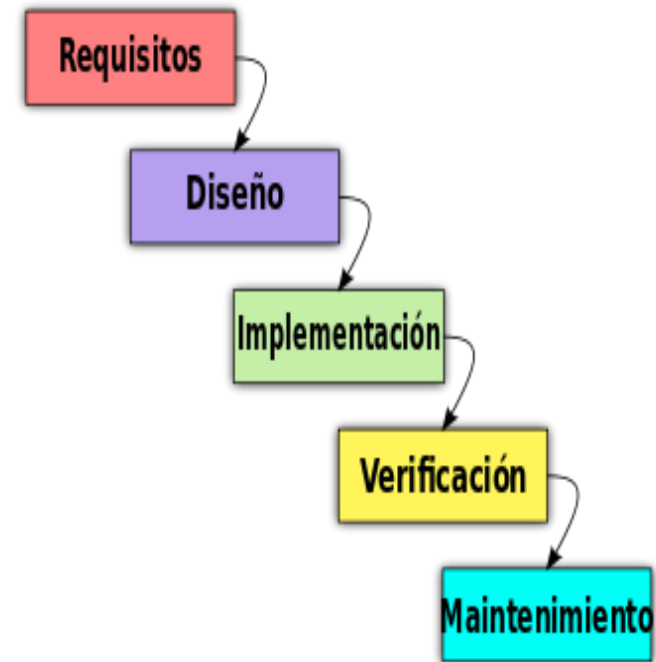 Requisitos
Diseño
Implementación
Verificación
Maintenimiento